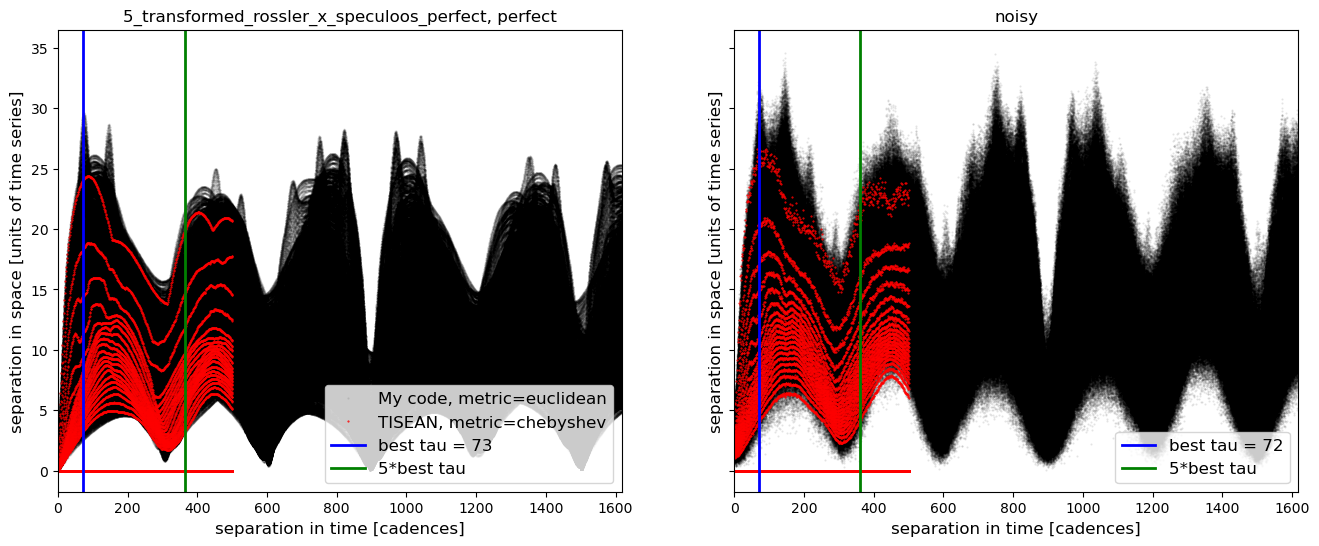 5_transformed_rossler_x_speculoos_perfect, perfect
separation in space [units of time series]
35
30
25
20
15
10
5
0
My code, metric=euclidean
TISEAN, metric=chebyshev
best tau = 73
5*best tau
0 200 400 600 800 1000 1200 1400 1600
separation in time [cadences]
noisy
separation in space [units of time series]
best tau = 72
5*best tau
0 200 400 600 800 1000 1200 1400 1600
separation in time [cadences]